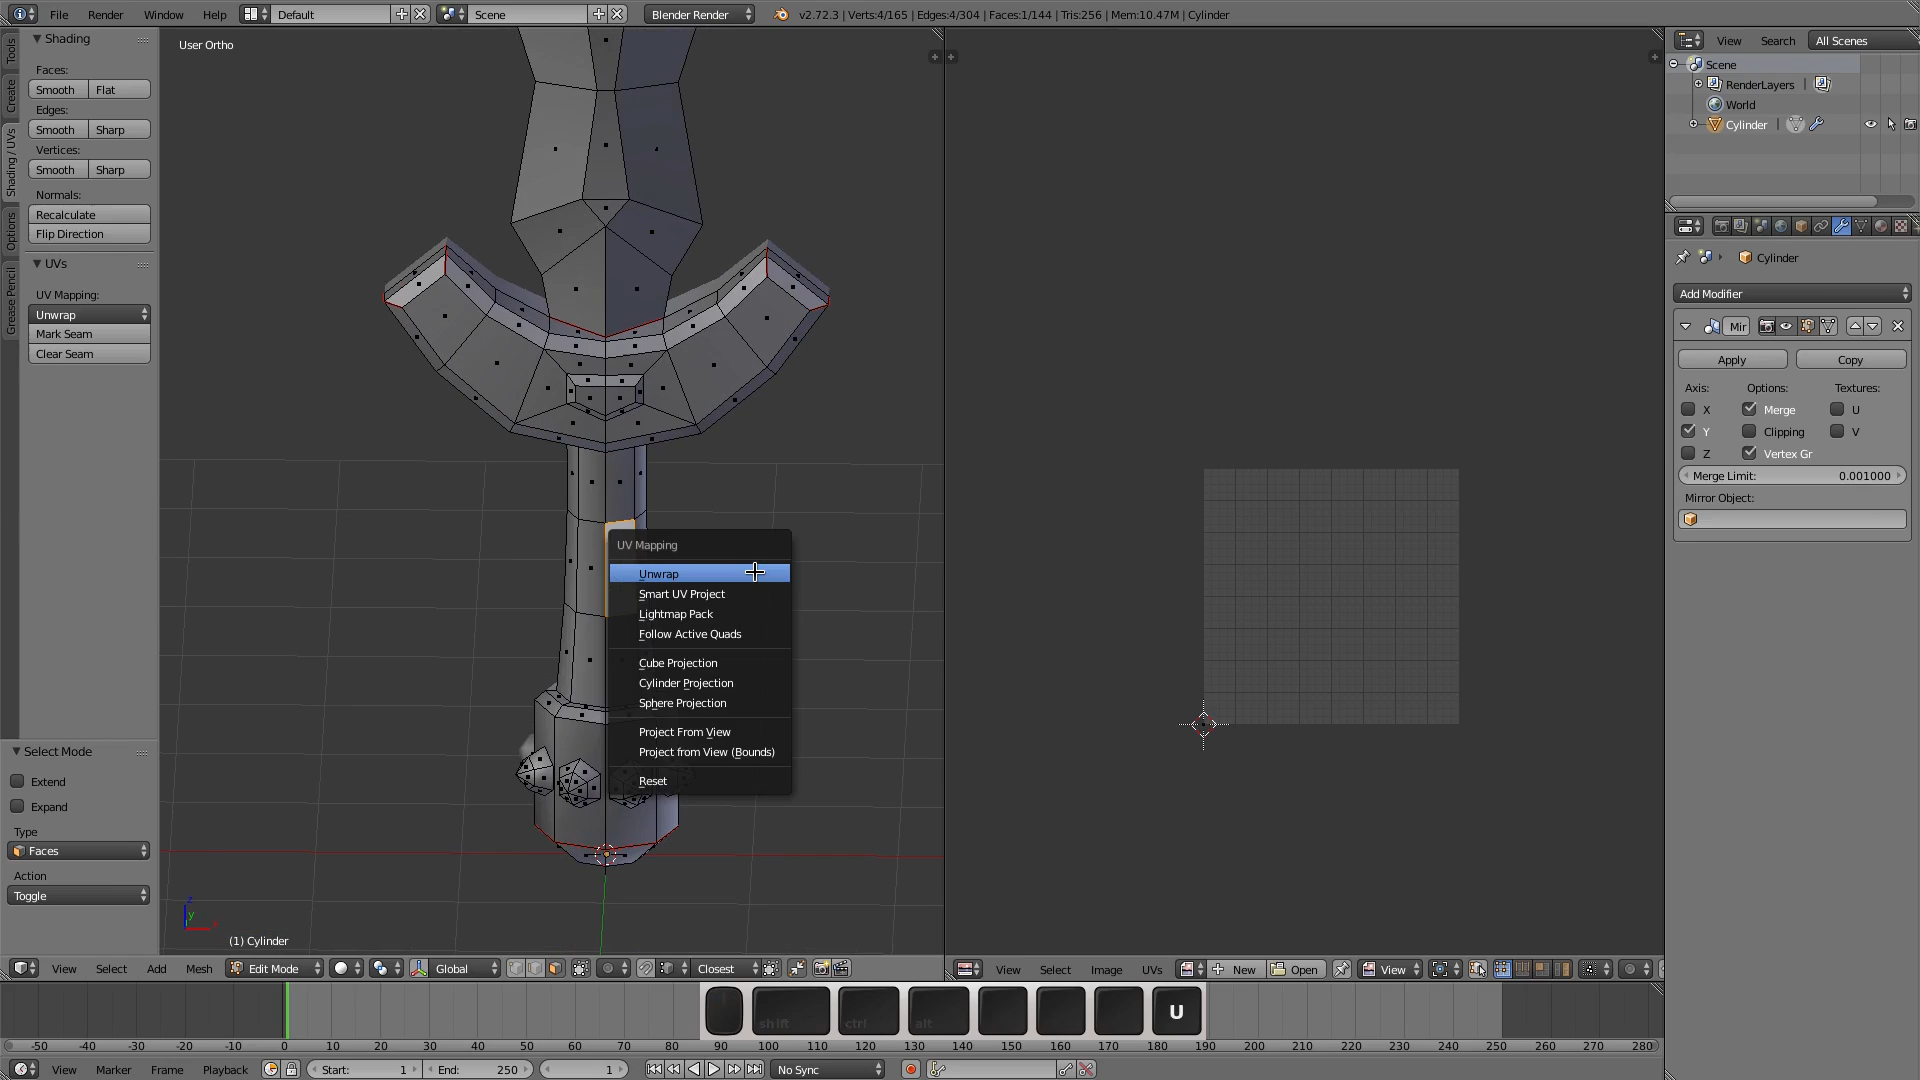 File Render Window Help Default Scene Blender Render v2.72.3 | Verts:4/165 | Edges:4/304 | Faces:1/144 | Tris:256 | Mem:10.47M | Cylinder
Tools
Create
Shading / UVs
Options
Grease Pencil
Shading
Faces:
Smooth Flat
Edges:
Smooth Sharp
Vertices:
Smooth Sharp
Normals:
Recalculate
Flip Direction
UVs
UV Mapping:
Unwrap
Mark Seam
Clear Seam
Select Mode
Extend
Expand
Type
Faces
Action
Toggle
User Ortho
UV Mapping
Unwrap
Smart UV Project
Lightmap Pack
Follow Active Quads
Cube Projection
Cylinder Projection
Sphere Projection
Project From View
Project from View (Bounds)
Reset
z
y
(1) Cylinder
View Select Add Mesh Edit Mode Global Closest
View Select Image UVs New Open View
View Search All Scenes
Scene
RenderLayers |
World
Cylinder |
Cylinder
Add Modifier
Mir
Apply Copy
Axis: Options: Textures:
X Merge U
Y Clipping V
Z Vertex Gr
Merge Limit: 0.001000
Mirror Object:
shift ctrl alt U
-50 -40 -30 -20 -10 0 10 20 30 40 50 60 70 80 90 100 110 120 130 140 150 160 170 180 190 200 210 220 230 240 250 260 270 280
View Marker Frame Playback Start: 1 End: 250 1 No Sync